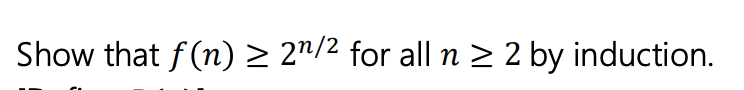 Show that f(n) ≥ 2^{n/2} for all n ≥ 2 by induction.